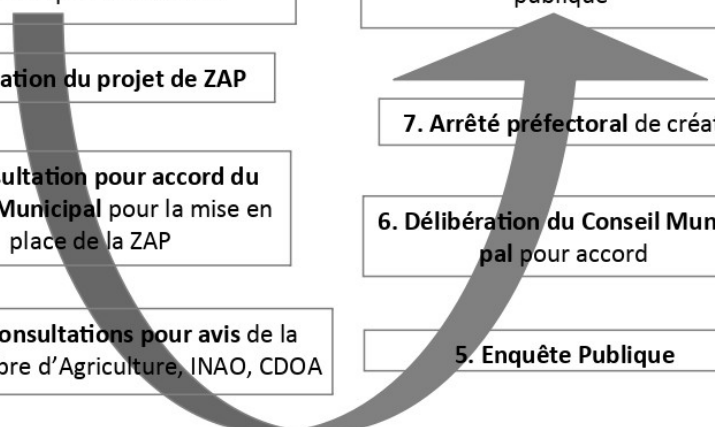 publique
ation du projet de ZAP
sultation pour accord du
Municipal pour la mise en
place de la ZAP
onsultations pour avis de la
bre d'Agriculture, INAO, CDOA
7. Arrêté préfectoral de créat
6. Délibération du Conseil Mun
pal pour accord
5. Enquête Publique